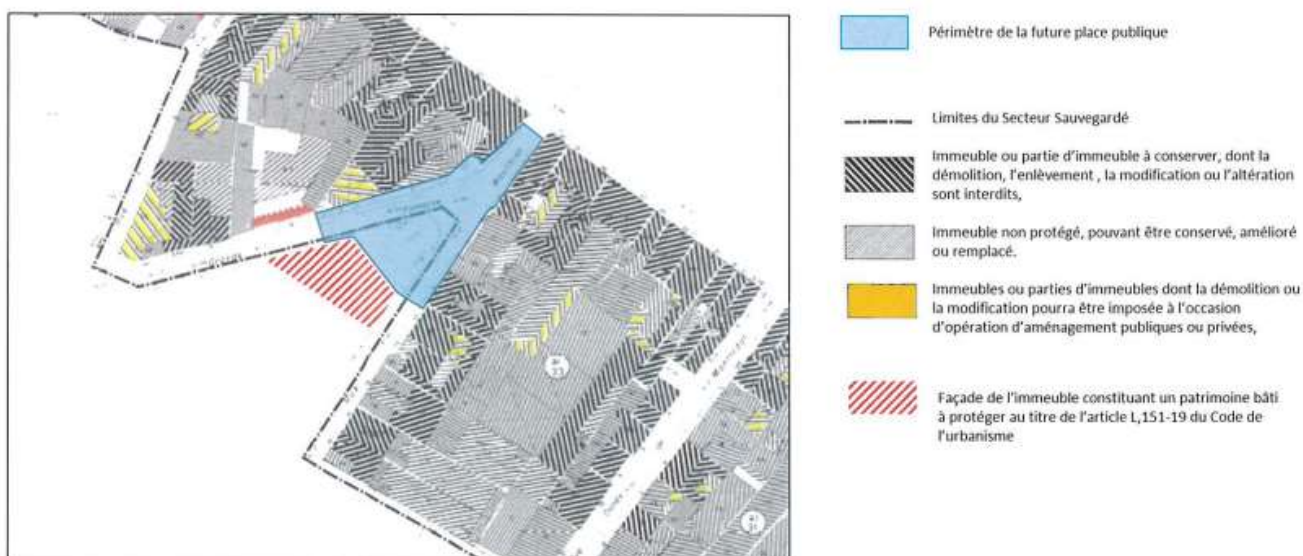 Périmètre de la future place publique
Limites du Secteur Sauvegardé
Immeuble ou partie d'immeuble à conserver, dont la
démolition, l'enlèvement , la modification ou l'altération
sont interdits,
Immeuble non protégé, pouvant être conservé, amélioré
ou remplacé.
Immeubles ou parties d'immeubles dont la démolition ou
la modification pourra être imposée à l'occasion
d'opération d'aménagement publiques ou privées,
Façade de l'immeuble constituant un patrimoine bâti
à protéger au titre de l'article L,151-19 du Code de
l'urbanisme